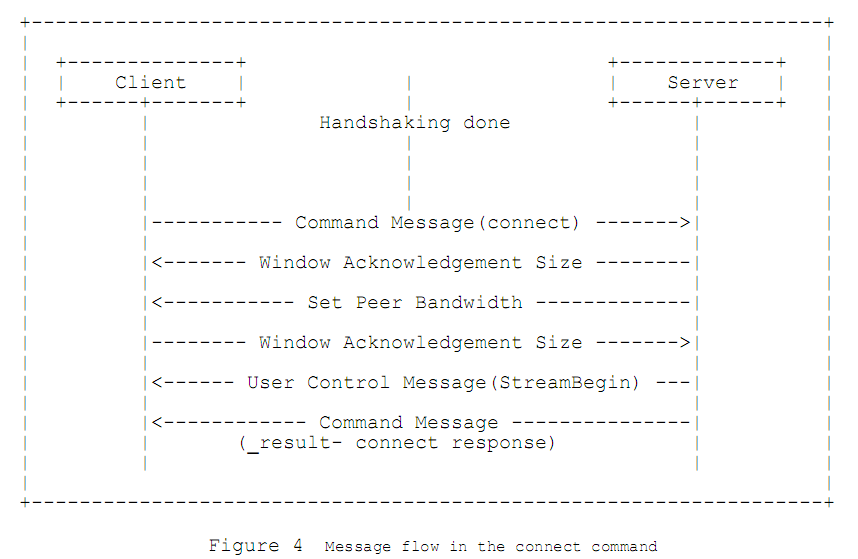 Client Server
Handshaking done
Command Message(connect)
Window Acknowledgement Size
Set Peer Bandwidth
Window Acknowledgement Size
User Control Message(StreamBegin)
Command Message
(_result- connect response)
Figure 4 Message flow in the connect command